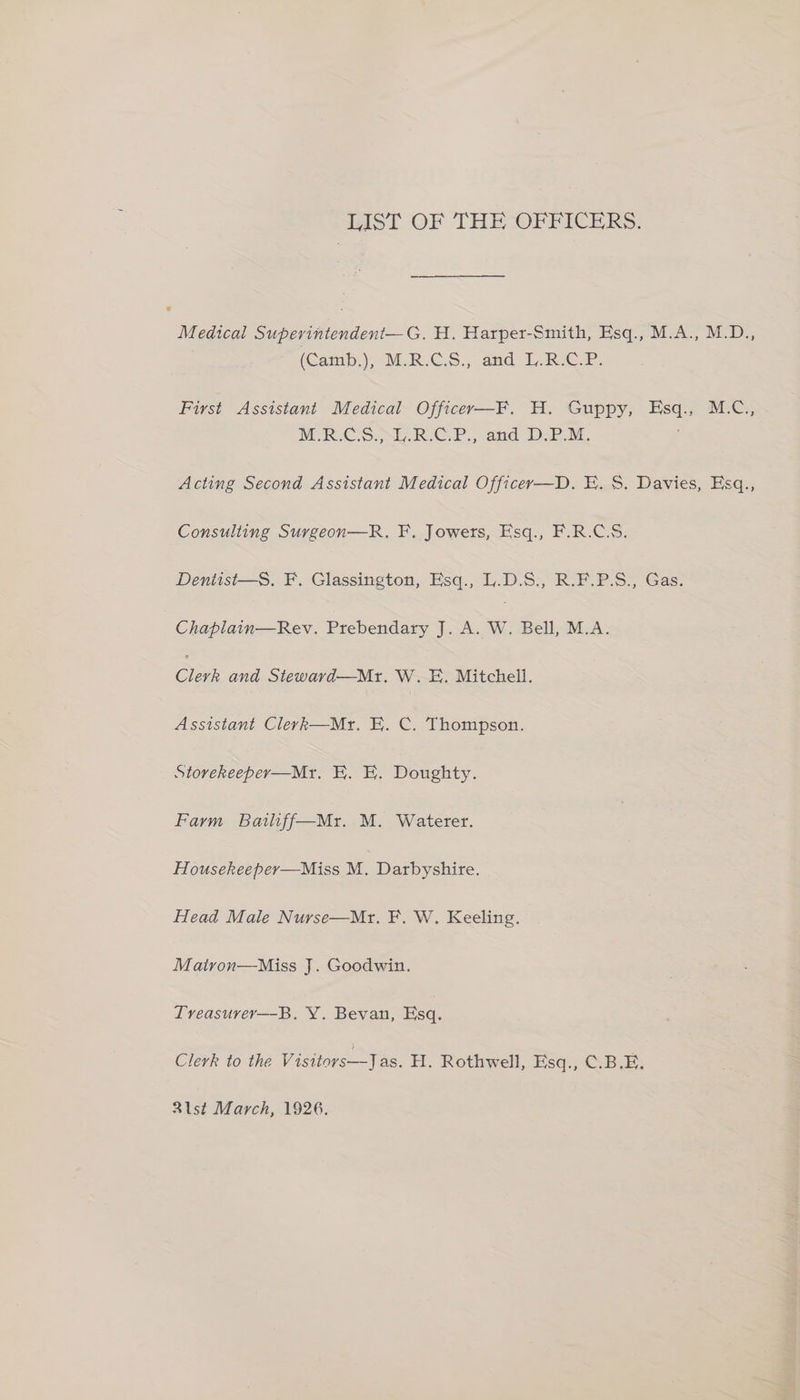 LIST OF THE OFFICERS.
Medical Superintendent—G. H. Harper-Smith, Esq., M.A., M.D.,
(Camb.), M.R.C.S., and L.R.C.P.
First Assistant Medical Officer—F. H. Guppy, Esq., M.C.,
M.R.C.S., L.R.C.P., and D.P.M.
Acting Second Assistant Medical Officer—D. E. S. Davies, Esq.,
Consulting Surgeon—R. F. Jowers, Esq., F.R.C.S.
Dentist—S. F. Glassington, Esq., L.D.S., R.F.P.S., Gas.
Chaplain—Rev. Prebendary J. A. W. Bell, M.A.
Clerk and Steward—Mr. W. E. Mitchell.
Assistant Clerk—Mr. E. C. Thompson.
Storekeeper—Mr. E. E. Doughty.
Farm Bailiff—Mr. M. Waterer.
Housekeeper—Miss M. Darbyshire.
Head Male Nurse—Mr. F. W. Keeling.
Matron—Miss J. Goodwin.
Treasurer—B. Y. Bevan, Esq.
Clerk to the Visitors—Jas. H. Rothwell, Esq., C.B.E.
31st March, 1926.